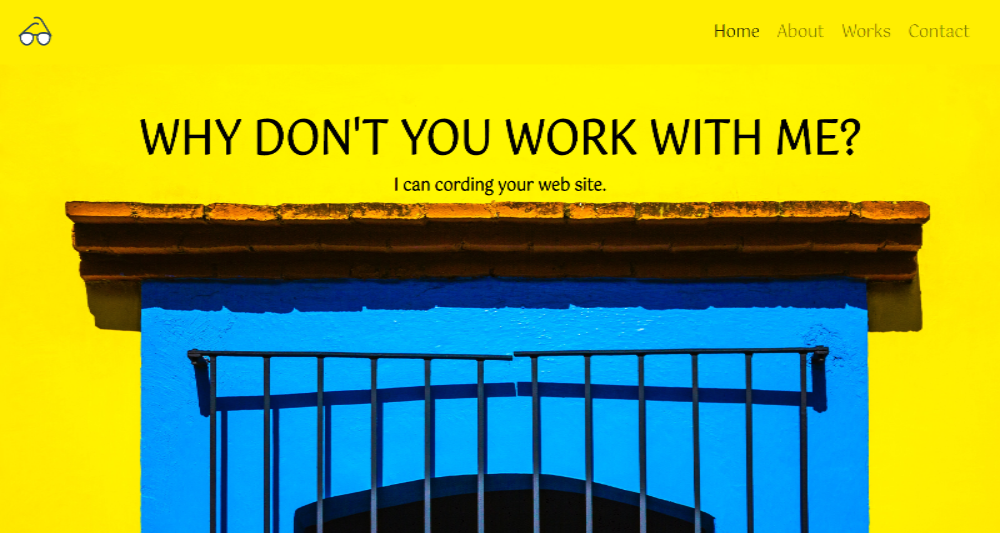 Home About Works Contact
WHY DON'T YOU WORK WITH ME?
I can cording your web site.